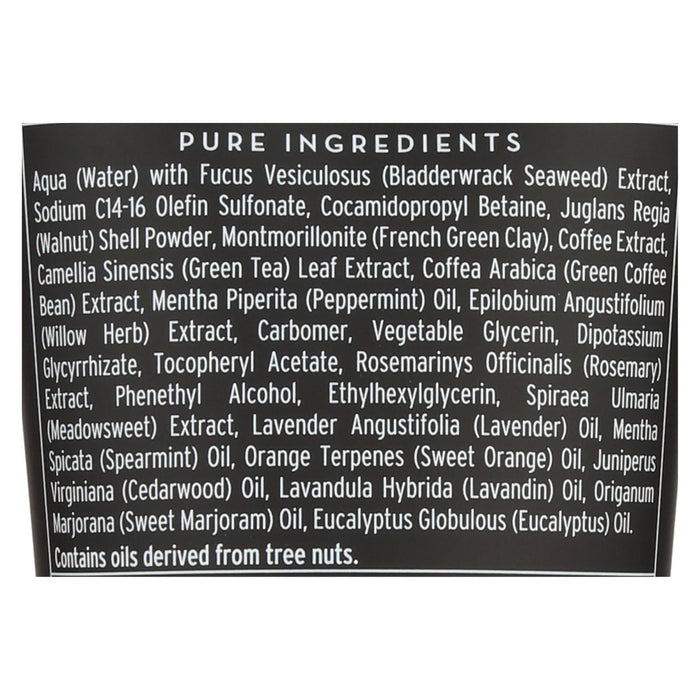 PURE INGREDIENTS
Aqua (Water) with Fucus Vesiculosus (Bladderwrack Seaweed) Extract,
Sodium C14-16 Olefin Sulfonate, Cocamidopropyl Betaine, Juglans Regia
(Walnut) Shell Powder, Montmorillonite (French Green Clay), Coffee Extract,
Camellia Sinensis (Green Tea) Leaf Extract, Coffea Arabica (Green Coffee
Bean) Extract, Mentha Piperita (Peppermint) Oil, Epilobium Angustifolium
(Willow Herb) Extract, Carbomer, Vegetable Glycerin, Dipotassium
Glycyrrhizate, Tocopheryl Acetate, Rosemarinys Officinalis (Rosemary)
Extract, Phenethyl Alcohol, Ethylhexylglycerin, Spiraea Ulmaria
(Meadowsweet) Extract, Lavender Angustifolia (Lavender) Oil, Mentha
Spicata (Spearmint) Oil, Orange Terpenes (Sweet Orange) Oil, Juniperus
Virginiana (Cedarwood) Oil, Lavandula Hybrida (Lavandin) Oil, Origanum
Marjorana (Sweet Marjoram) Oil, Eucalyptus Globulous (Eucalyptus) Oil.
Contains oils derived from tree nuts.